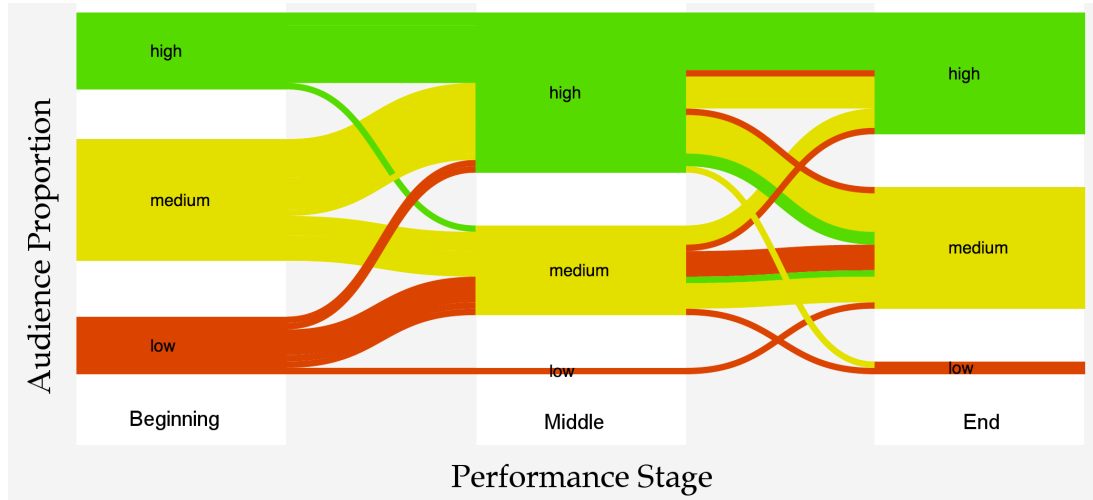 Audience Proportion
high
high
high
medium
medium
medium
low
low
low
Beginning
Middle
End
Performance Stage